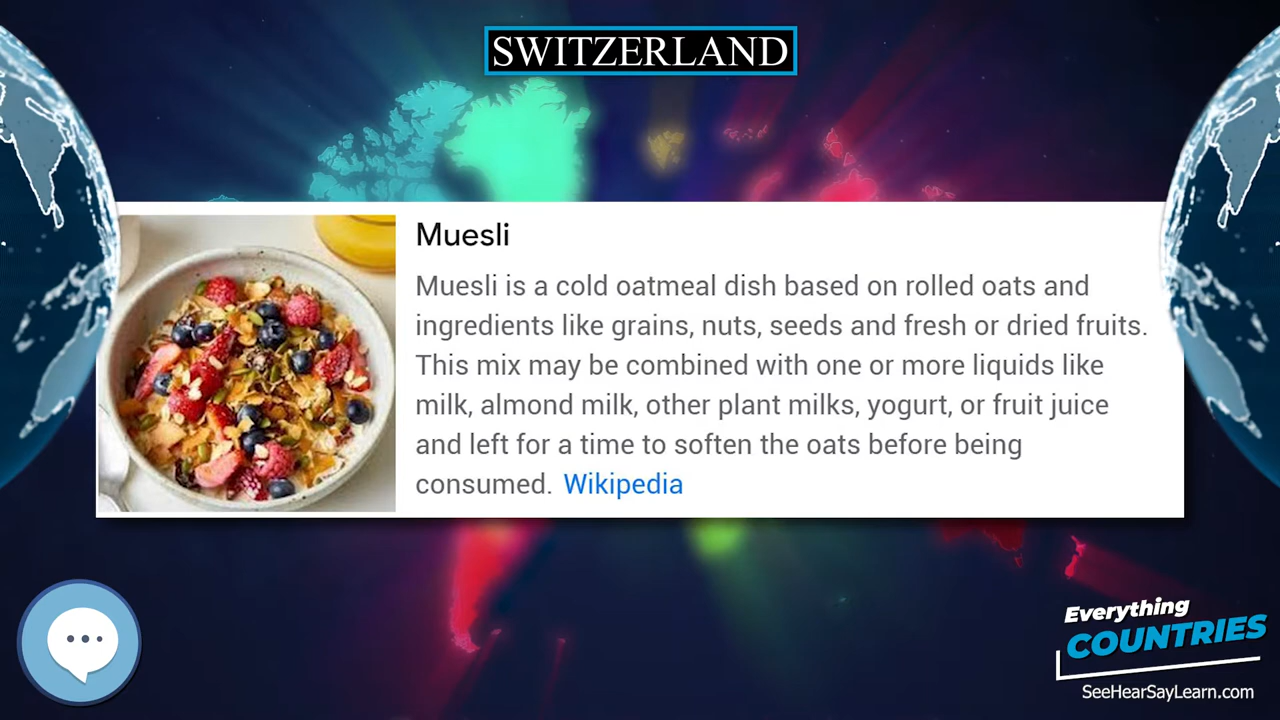 SWITZERLAND
Muesli
Muesli is a cold oatmeal dish based on rolled oats and
ingredients like grains, nuts, seeds and fresh or dried fruits.
This mix may be combined with one or more liquids like
milk, almond milk, other plant milks, yogurt, or fruit juice
and left for a time to soften the oats before being
consumed. Wikipedia
Everything
COUNTRIES
SeeHearSayLearn.com